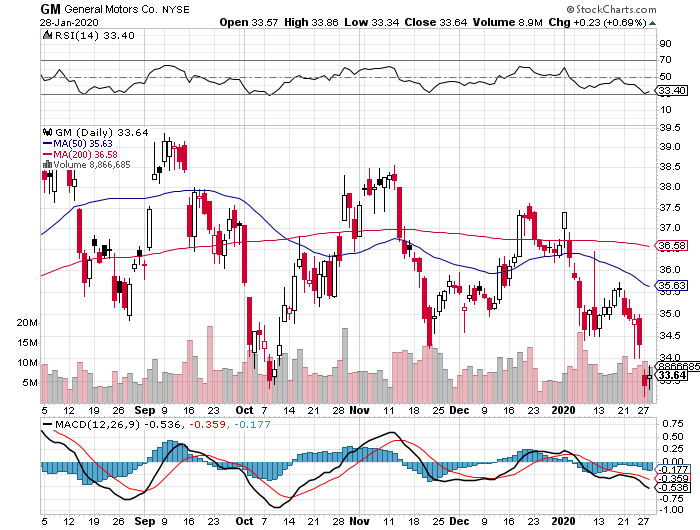 GM General Motors Co. NYSE © StockCharts.com
28-Jan-2020 Open 33.57 High 33.86 Low 33.34 Close 33.64 Volume 8.9M Chg +0.23 (+0.69%)
RSI(14) 33.40
90
70
50
33.40
30
10
GM (Daily) 33.64
MA(50) 35.63
MA(200) 36.58
Volume 8,866,685
39.5
39.0
38.5
38.0
37.5
37.0
36.58
36.0
35.63
35.0
34.5
34.0
8866685
33.64
33.5
20M
15M
10M
5M
5 12 19 26 Sep 9 16 23 Oct 7 14 21 28 Nov 11 18 25 Dec 9 16 23 2020 13 21 27
MACD(12,26,9) -0.536, -0.359, -0.177
0.75
0.50
0.25
0.00
-0.177
-0.359
-0.536
-0.75
-1.00
5 12 19 26 Sep 9 16 23 Oct 7 14 21 28 Nov 11 18 25 Dec 9 16 23 2020 13 21 27